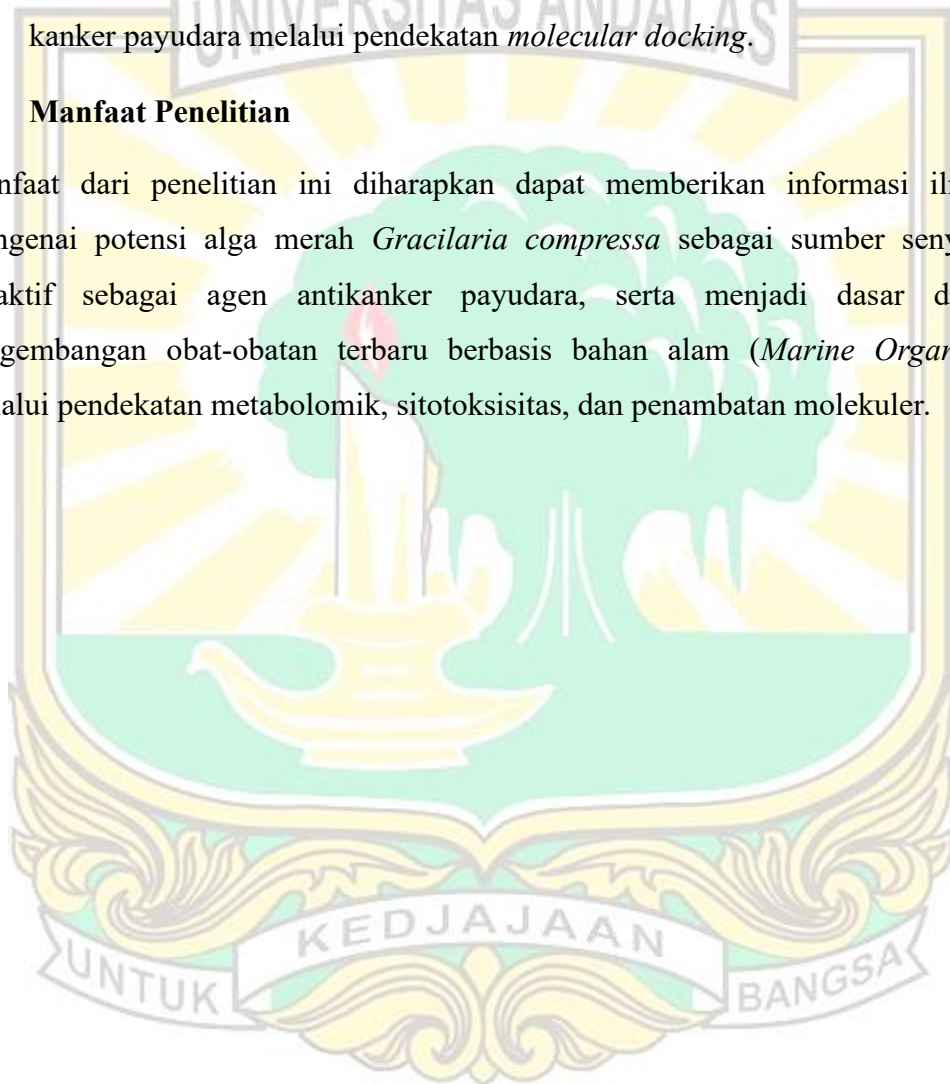 UNIVERSITAS ANDALAS
kanker payudara melalui pendekatan molecular docking.
Manfaat Penelitian
nfaat dari penelitian ini diharapkan dapat memberikan informasi il
ngenai potensi alga merah Gracilaria compressa sebagai sumber seny
aktif sebagai agen antikanker payudara, serta menjadi dasar d
gembangan obat-obatan terbaru berbasis bahan alam (Marine Organ
alui pendekatan metabolomik, sitotoksisitas, dan penambatan molekuler.
UNTUK KEDJAJAAN BANGSA